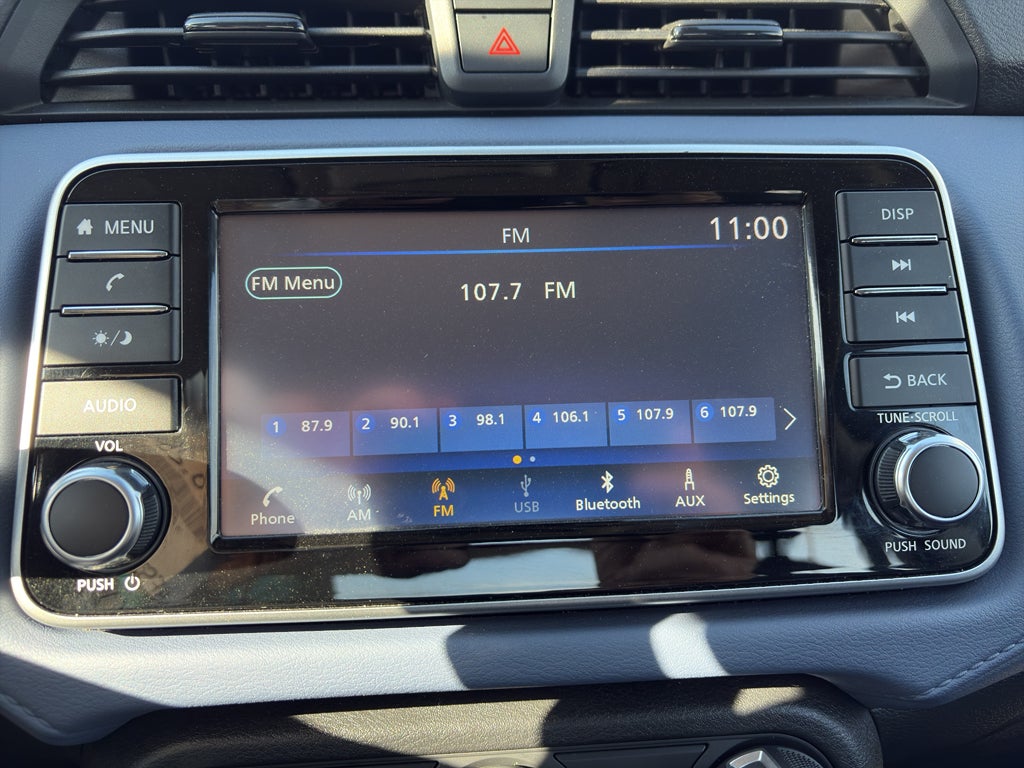 MENU
AUDIO
VOL
PUSH
FM
11:00
FM Menu
107.7 FM
1 87.9 2 90.1 3 98.1 4 106.1 5 107.9 6 107.9
Phone AM FM USB Bluetooth AUX Settings
DISP
BACK
TUNE·SCROLL
PUSH SOUND